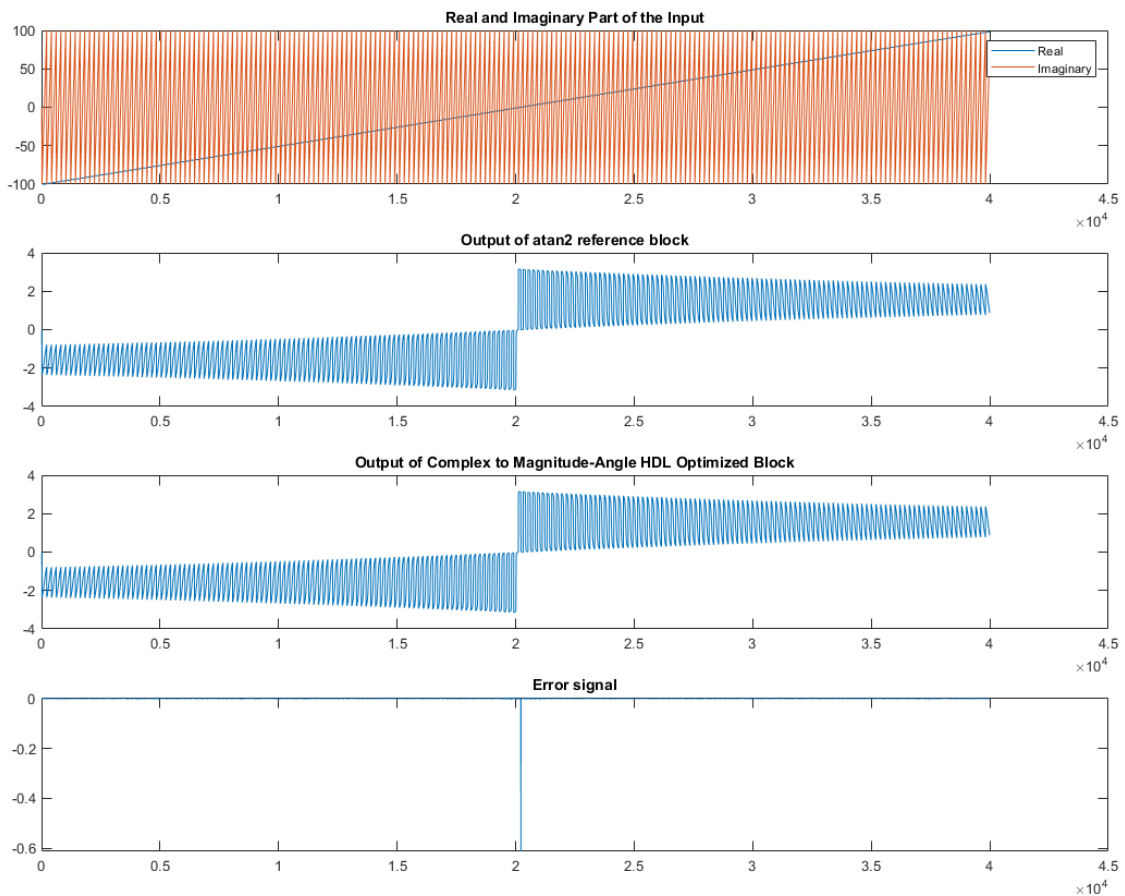 Real and Imaginary Part of the Input
100
50
0
-50
-100
Real
Imaginary
0 0.5 1 1.5 2 2.5 3 3.5 4 4.5
×10^4
Output of atan2 reference block
4
2
0
-2
-4
0 0.5 1 1.5 2 2.5 3 3.5 4 4.5
×10^4
Output of Complex to Magnitude-Angle HDL Optimized Block
4
2
0
-2
-4
0 0.5 1 1.5 2 2.5 3 3.5 4 4.5
×10^4
Error signal
0
-0.2
-0.4
-0.6
0 0.5 1 1.5 2 2.5 3 3.5 4 4.5
×10^4